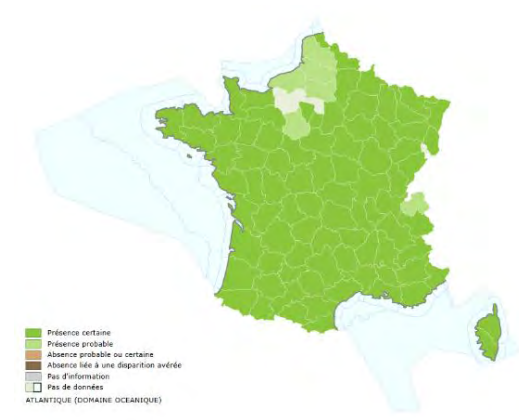 Présence certaine
Présence probable
Absence probable ou certaine
Absence liée à une disparition avérée
Pas d'information
Pas de données
ATLANTIQUE (DOMAINE OCEANIQUE)